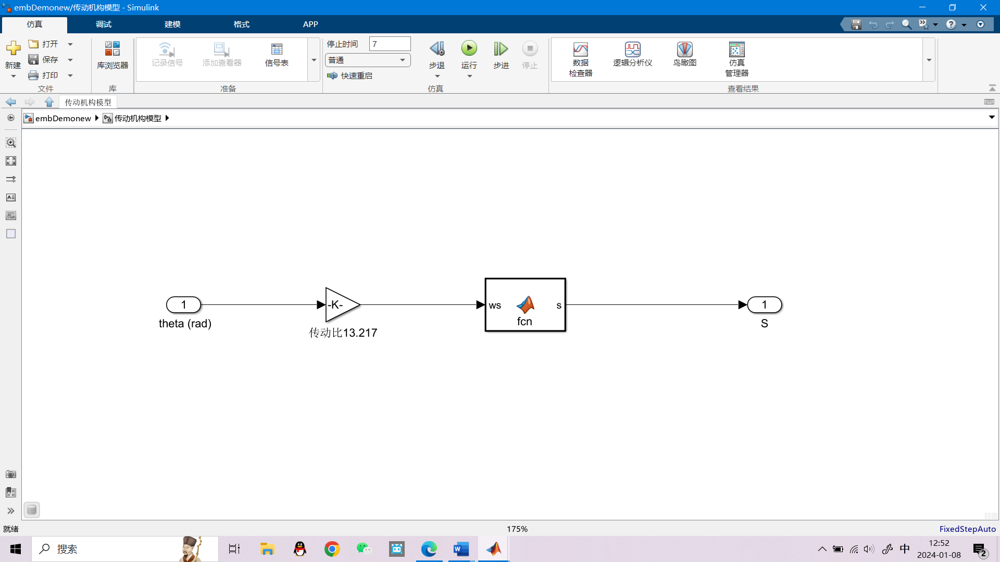 embDemonew/传动机构模型 - Simulink
仿真 调试 建模 格式 APP
新建
打开
保存
打印
文件
库浏览器
库
记录信号
添加查看器
信号表
准备
停止时间 7
普通
快速重启
步退
运行
步进
停止
仿真
数据
检查器
逻辑分析仪
鸟瞰图
仿真
管理器
查看结果
传动机构模型
embDemonew 传动机构模型
1
theta (rad)
-K-
传动比13.217
ws
fcn
s
1
S
就绪
175%
FixedStepAuto
搜索
中
12:52
2024-01-08
2